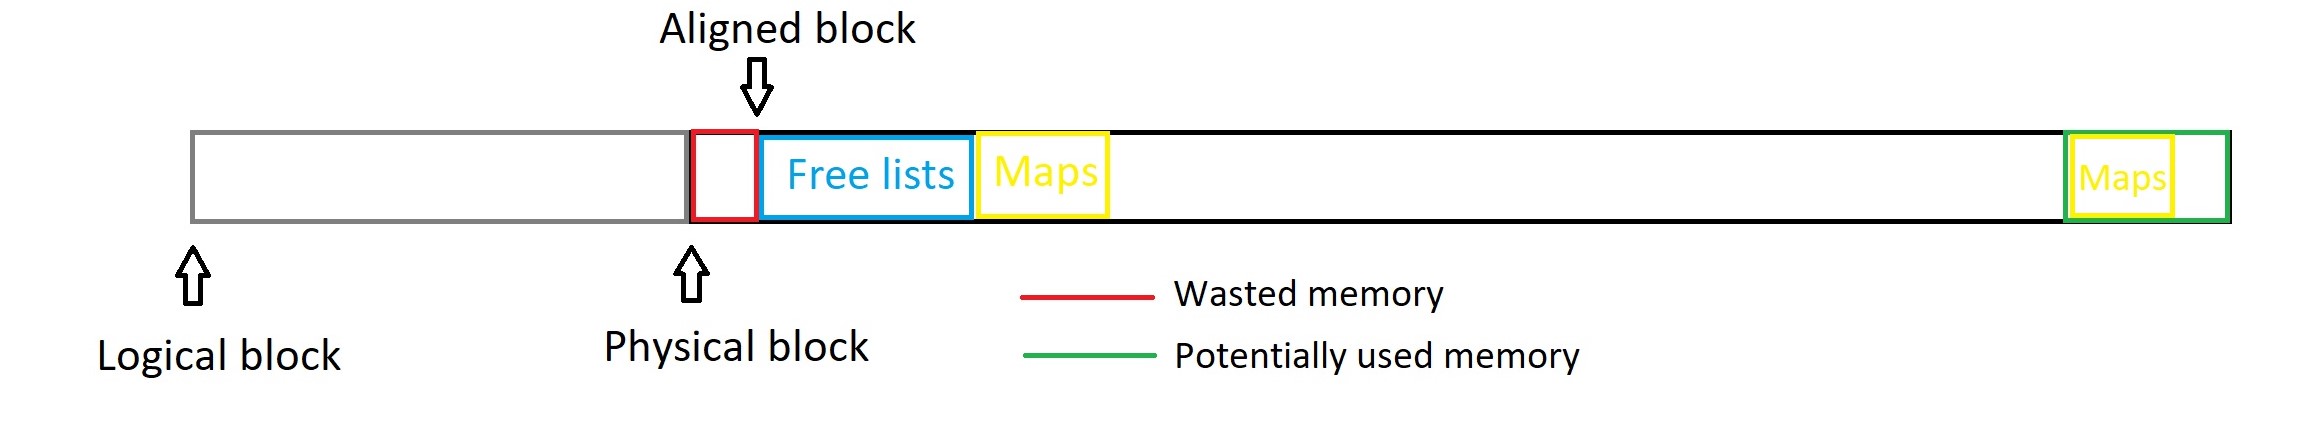 Aligned block
Free lists
Maps
Maps
Logical block
Physical block
Wasted memory
Potentially used memory